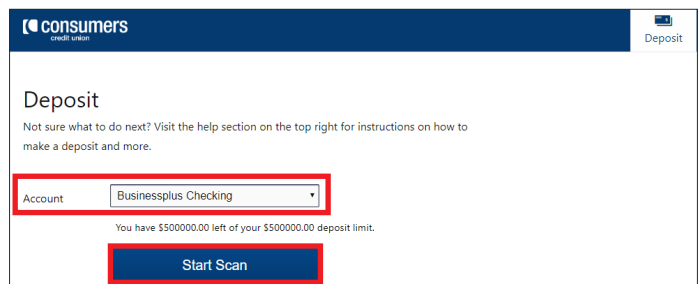 consumers
credit union
Deposit
Deposit
Not sure what to do next? Visit the help section on the top right for instructions on how to
make a deposit and more.
Account Businessplus Checking
You have $500000.00 left of your $500000.00 deposit limit.
Start Scan